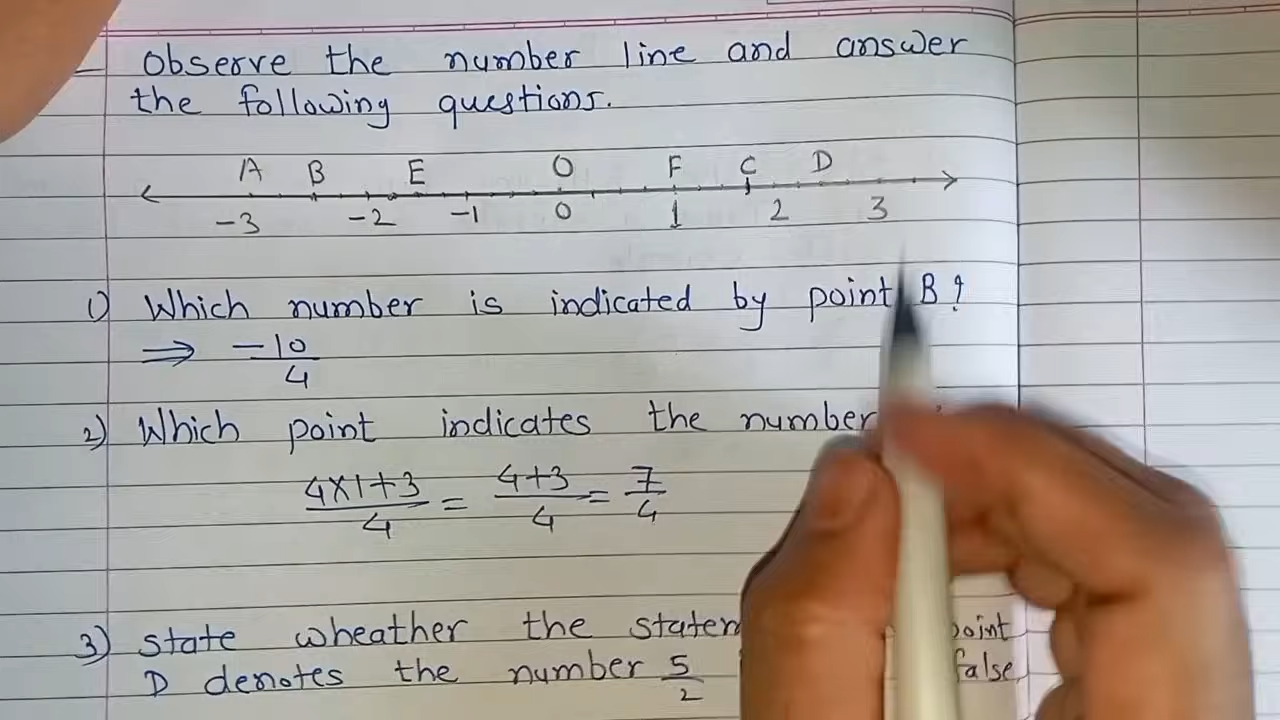 Observe the number line and answer
the following questions.
A B E O F C D
-3 -2 -1 0 1 2 3
1) Which number is indicated by point B?
⇒ -10/4
2) Which point indicates the number
4×1+3/4 = 4+3/4 = 7/4
3) State wheather the point
D denotes the number 5/2 false